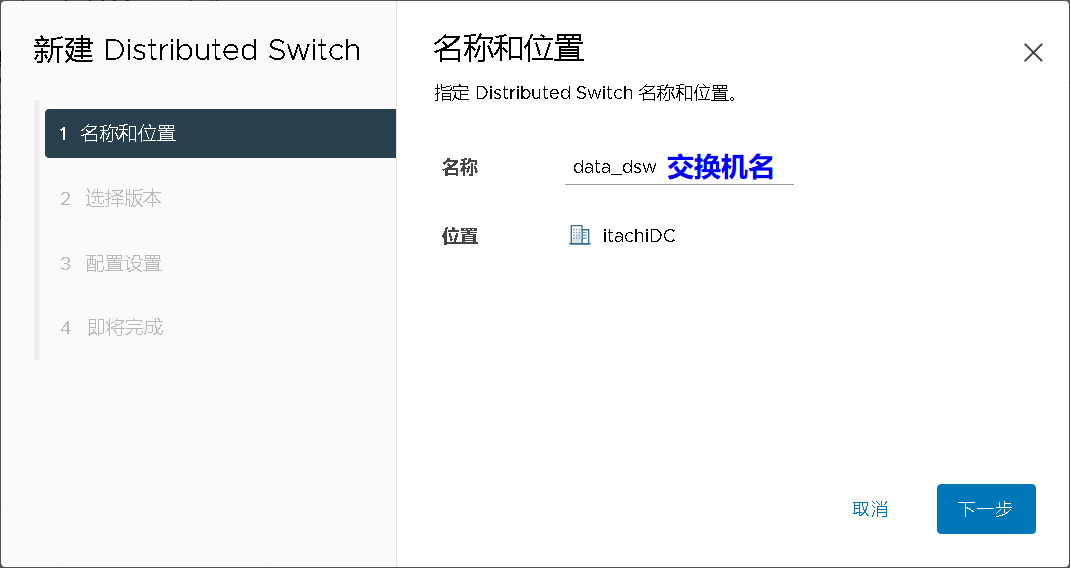 新建 Distributed Switch
1 名称和位置
2 选择版本
3 配置设置
4 即将完成
名称和位置
指定 Distributed Switch 名称和位置。
名称 data_dsw 交换机名
位置 itachiDC
取消 下一步